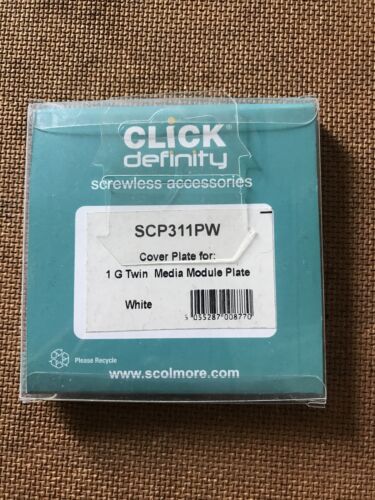 CLiCK®
definity
screwless accessories
SCP311PW
Cover Plate for:
1 G Twin Media Module Plate
White
5 055287 008770
Please Recycle
www.scolmore.com